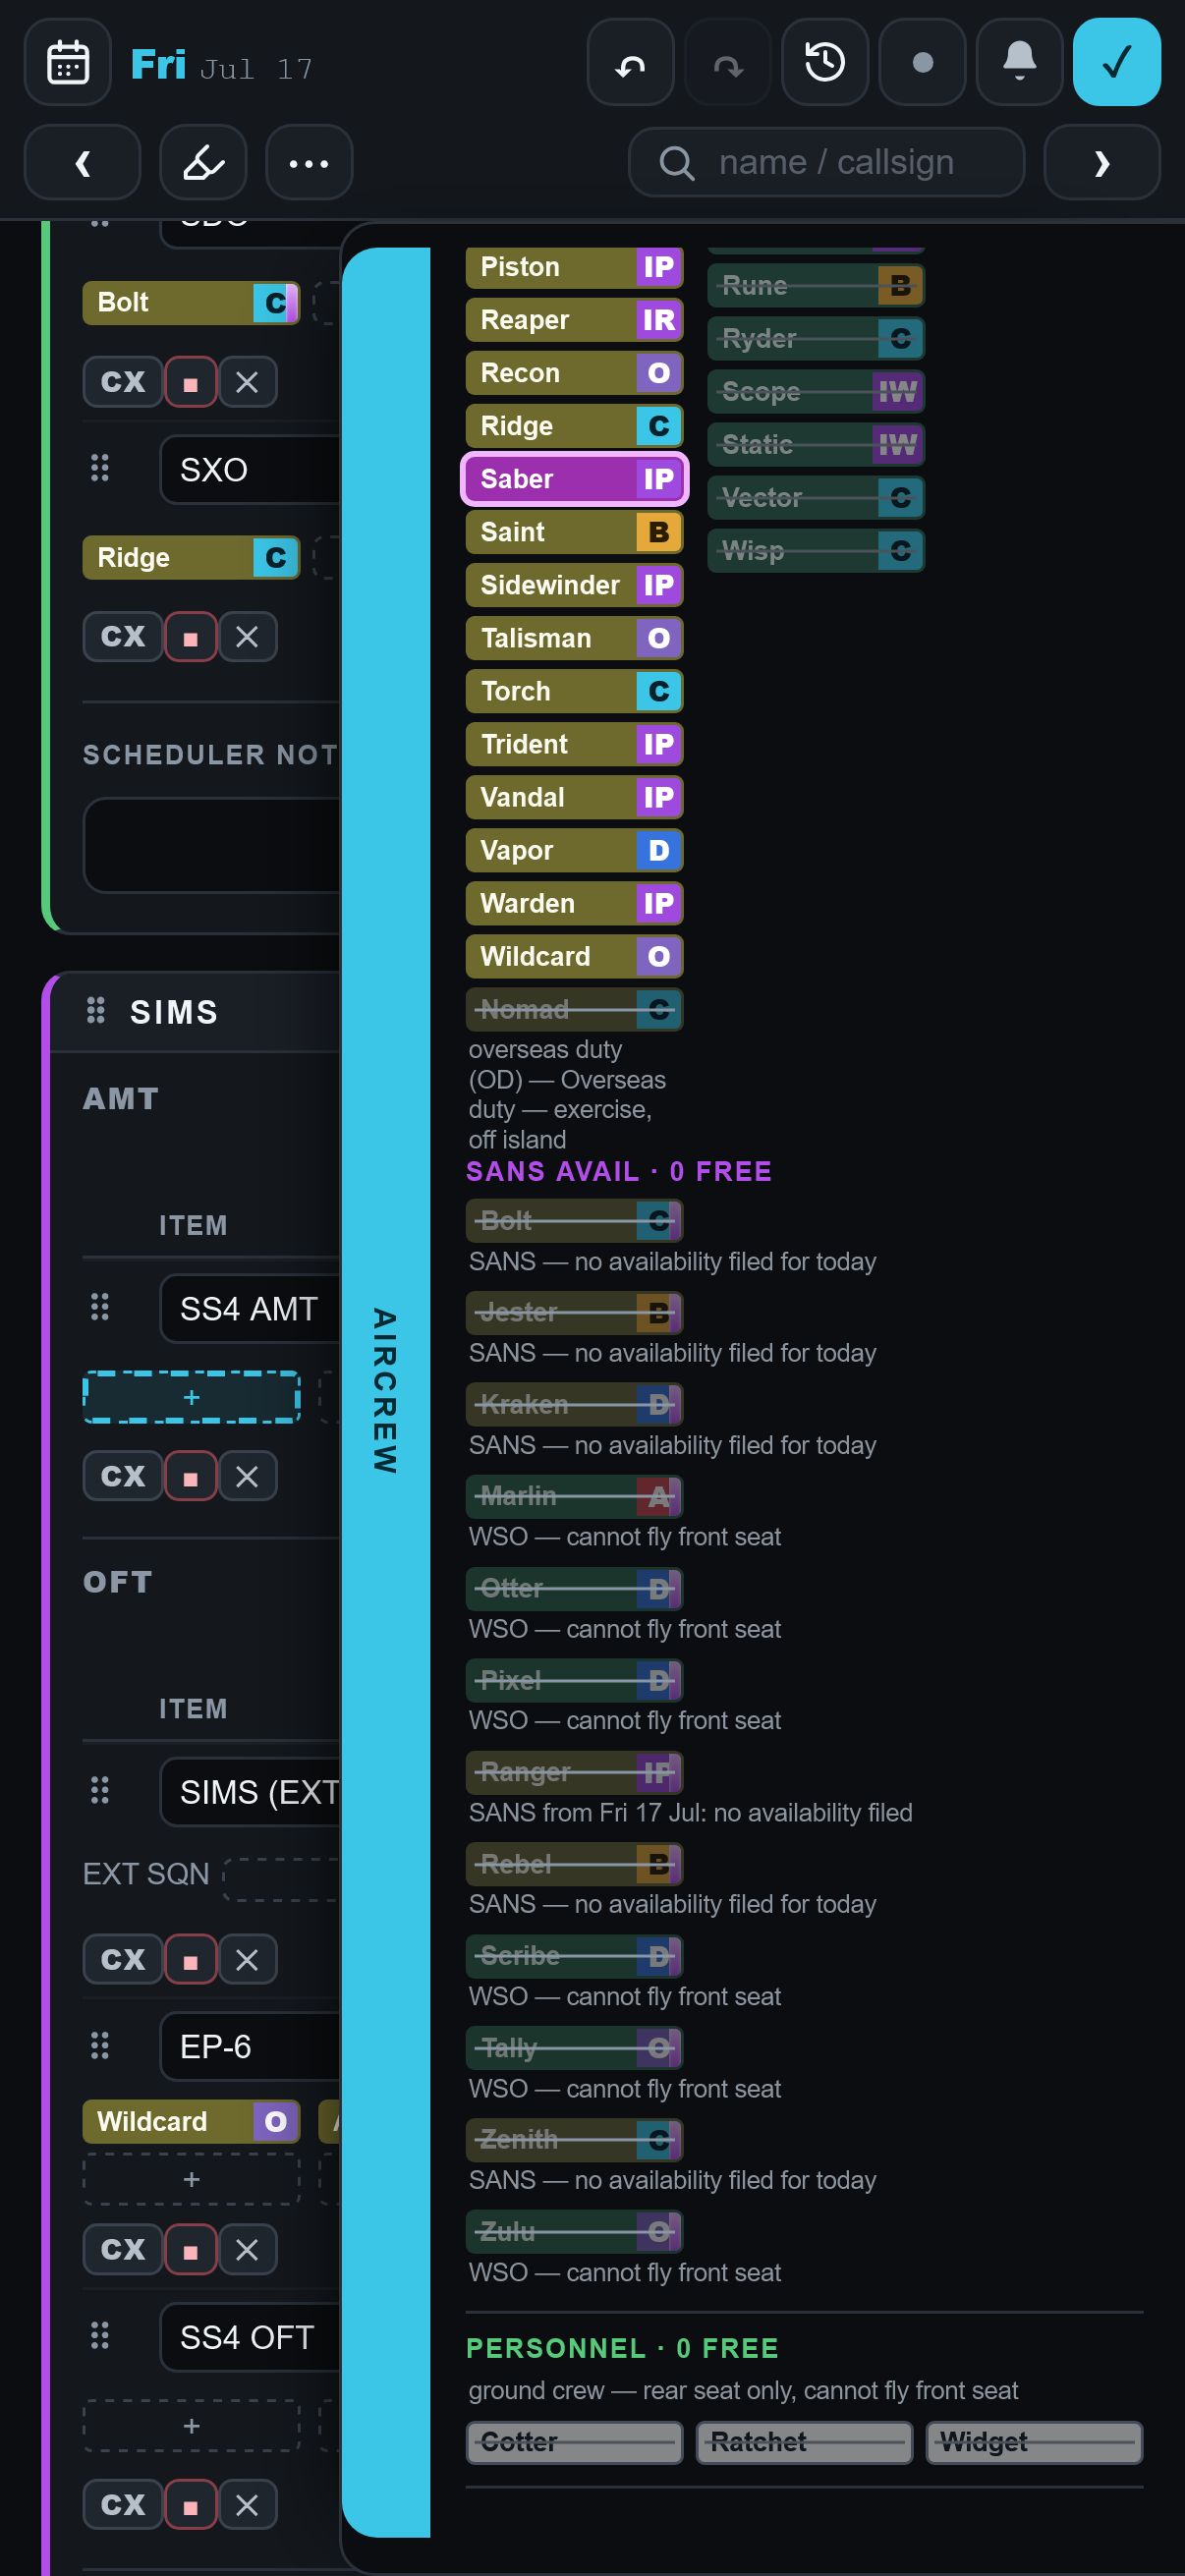 Fri Jul 17
name / callsign
Bolt C
CX
SXO
Ridge C
CX
SCHEDULER NOT
SIMS
AMT
ITEM
SS4 AMT
+
CX
OFT
ITEM
SIMS (EXT
EXT SQN
CX
EP-6
Wildcard O
+
CX
SS4 OFT
+
CX
AIRCREW
Piston IP
Reaper IR
Recon O
Ridge C
Saber IP
Saint B
Sidewinder IP
Talisman O
Torch C
Trident IP
Vandal IP
Vapor D
Warden IP
Wildcard O
Nomad C
overseas duty
(OD) — Overseas
duty — exercise,
off island
Rune B
Ryder C
Scope IW
Static IW
Vector C
Wisp C
SANS AVAIL · 0 FREE
Bolt C
SANS — no availability filed for today
Jester B
SANS — no availability filed for today
Kraken D
SANS — no availability filed for today
Marlin A
WSO — cannot fly front seat
Otter D
WSO — cannot fly front seat
Pixel D
WSO — cannot fly front seat
Ranger IP
SANS from Fri 17 Jul: no availability filed
Rebel B
SANS — no availability filed for today
Scribe D
WSO — cannot fly front seat
Tally O
WSO — cannot fly front seat
Zenith C
SANS — no availability filed for today
Zulu O
WSO — cannot fly front seat
PERSONNEL · 0 FREE
ground crew — rear seat only, cannot fly front seat
Cotter
Ratchet
Widget